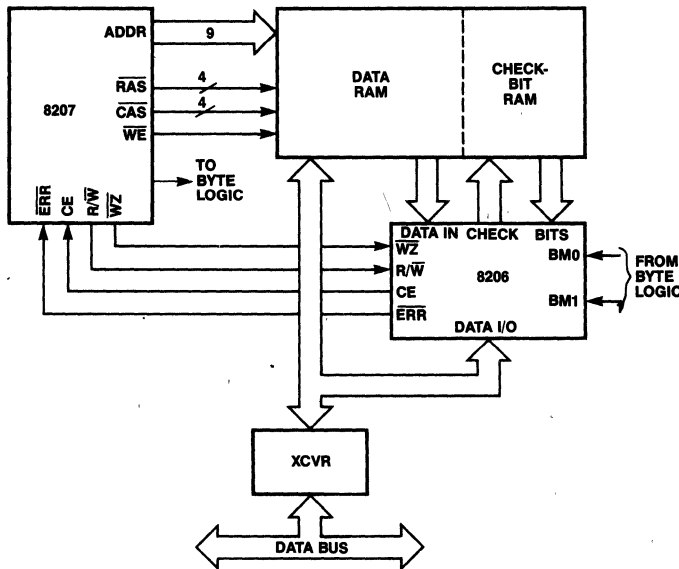 ADDR
9
DATA
RAM
CHECK-
BIT
RAM
8207
RAS
4
CAS
4
WE
TO
BYTE
LOGIC
ERR
CE
R/W
WZ
DATA IN CHECK BITS
WZ
R/W
CE
ERR
8206
BM0
BM1
FROM
BYTE
LOGIC
DATA I/O
XCVR
DATA BUS